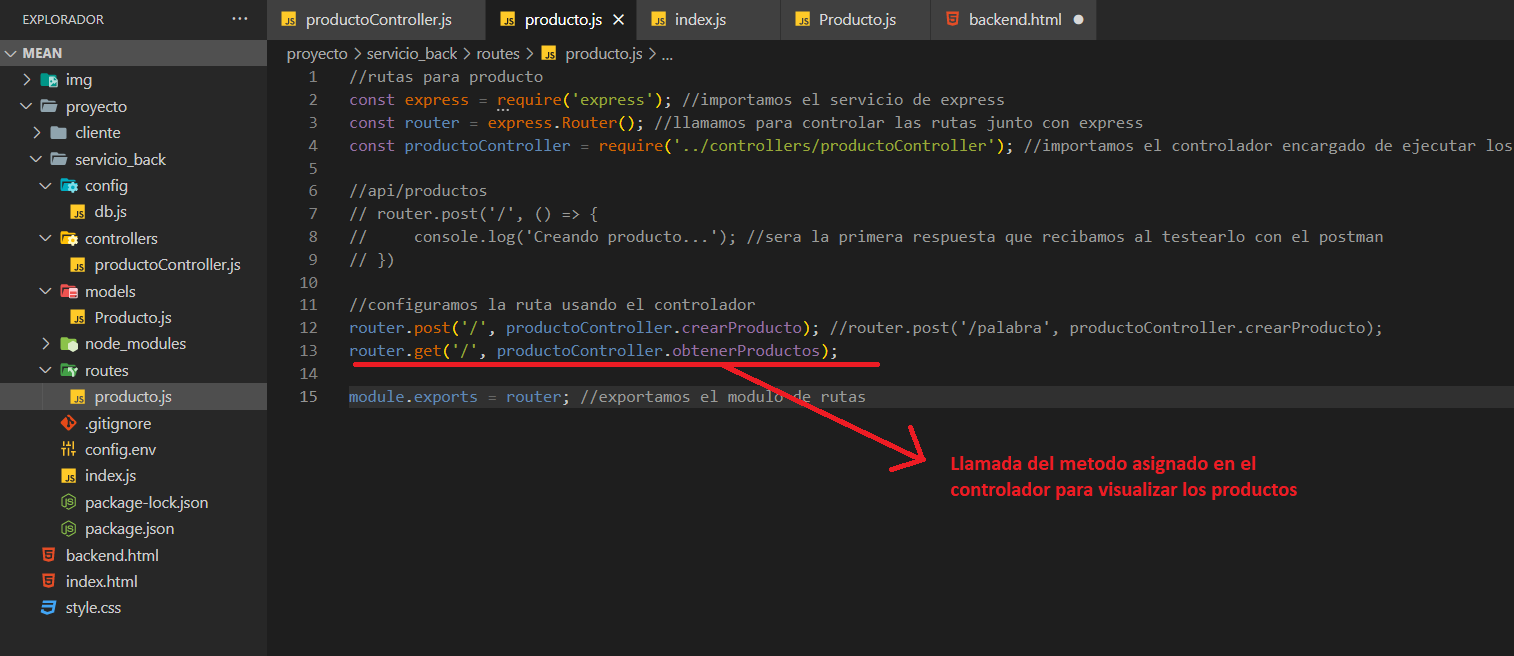 EXPLORADOR ···
MEAN
img
proyecto
cliente
servicio_back
config
db.js
controllers
productoController.js
models
Producto.js
node_modules
routes
producto.js
.gitignore
config.env
index.js
package-lock.json
package.json
backend.html
index.html
style.css
productoController.js producto.js × index.js Producto.js backend.html ●
proyecto > servicio_back > routes > producto.js > ...
1 //rutas para producto
2 const express = require('express'); //importamos el servicio de express
3 const router = express.Router(); //llamamos para controlar las rutas junto con express
4 const productoController = require('../controllers/productoController'); //importamos el controlador encargado de ejecutar los
5
6 //api/productos
7 // router.post('/', () => {
8 //     console.log('Creando producto...'); //sera la primera respuesta que recibamos al testearlo con el postman
9 // })
10
11 //configuramos la ruta usando el controlador
12 router.post('/', productoController.crearProducto); //router.post('/palabra', productoController.crearProducto);
13 router.get('/', productoController.obtenerProductos);
14
15 module.exports = router; //exportamos el modulo de rutas
Llamada del metodo asignado en el
controlador para visualizar los productos